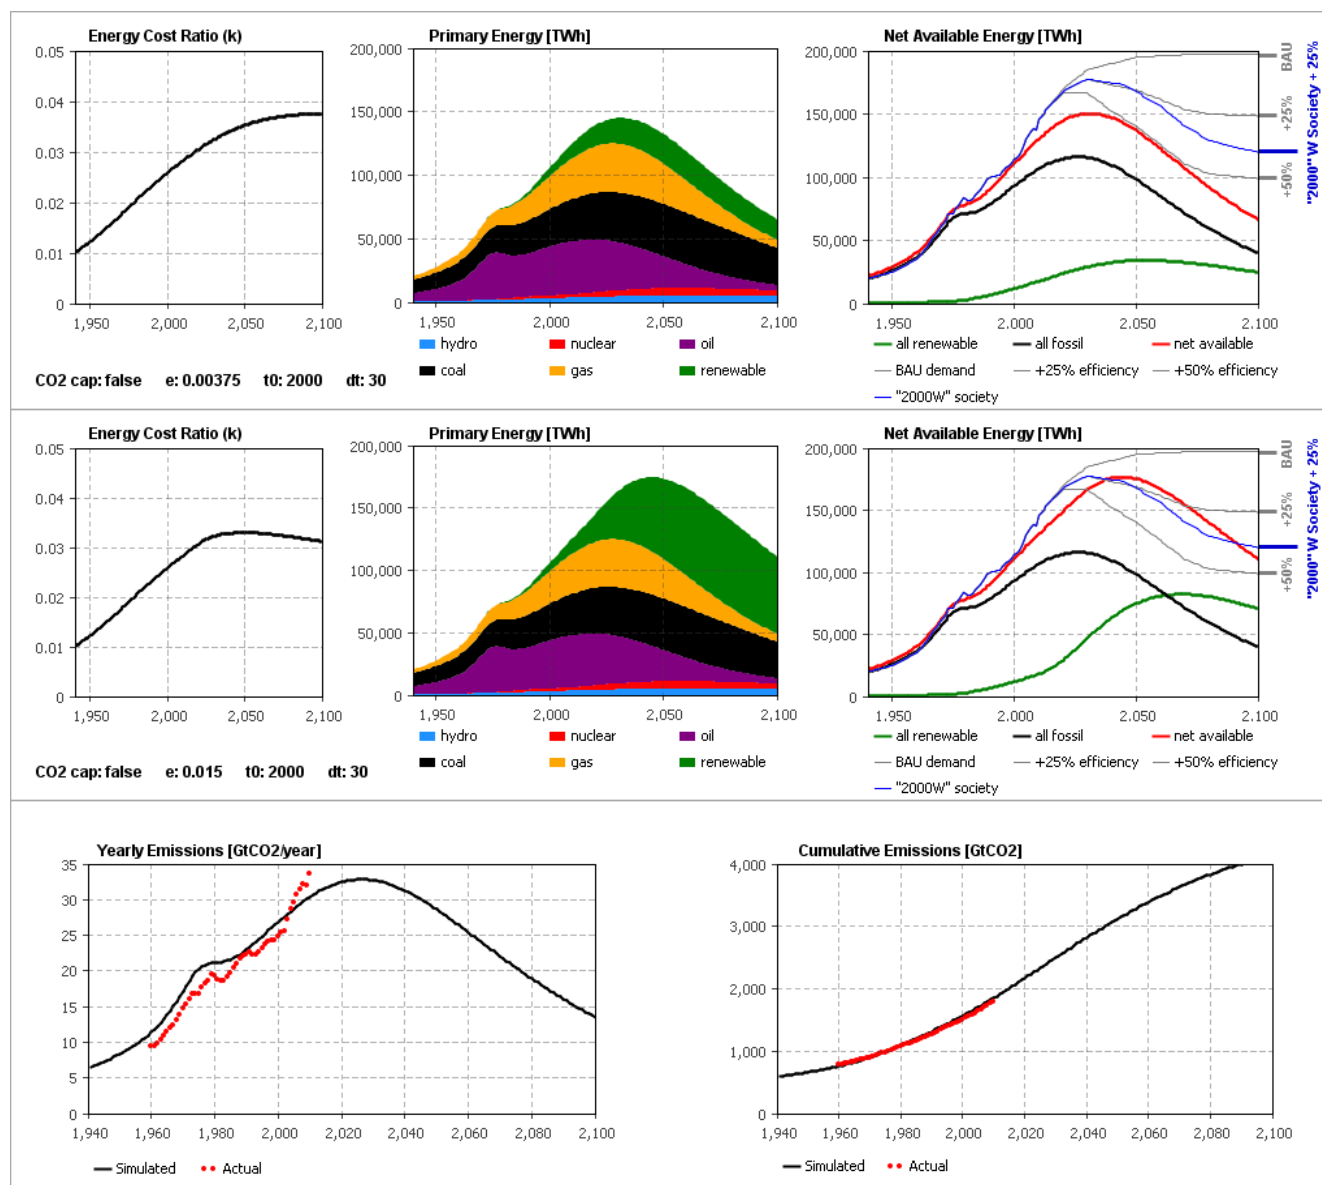 Energy Cost Ratio (k)
0.05
0.04
0.03
0.02
0.01
0
1,950 2,000 2,050 2,100
CO2 cap: false e: 0.00375 t0: 2000 dt: 30
Primary Energy [TWh]
200,000
150,000
100,000
50,000
0
1,950 2,000 2,050 2,100
hydro nuclear oil
coal gas renewable
Net Available Energy [TWh]
200,000
150,000
100,000
50,000
0
1.950 2.000 2.050 2.100
BAU
+25%
+50%
"2000" W Society + 25%
all renewable all fossil net available
BAU demand +25% efficiency +50% efficiency
"2000W" society
Energy Cost Ratio (k)
0.05
0.04
0.03
0.02
0.01
0
1,950 2,000 2,050 2,100
CO2 cap: false e: 0.015 t0: 2000 dt: 30
Primary Energy [TWh]
200,000
150,000
100,000
50,000
0
1,950 2,000 2,050 2,100
hydro nuclear oil
coal gas renewable
Net Available Energy [TWh]
200,000
150,000
100,000
50,000
0
1.950 2.000 2.050 2.100
BAU
+25%
+50%
"2000" W Society + 25%
all renewable all fossil net available
BAU demand +25% efficiency +50% efficiency
"2000W" society
Yearly Emissions [GtCO2/year]
35
30
25
20
15
10
5
0
1,940 1,960 1,980 2,000 2,020 2,040 2,060 2,080 2,100
Simulated Actual
Cumulative Emissions [GtCO2]
4,000
3,000
2,000
1,000
0
1,940 1,960 1,980 2,000 2,020 2,040 2,060 2,080 2,100
Simulated Actual